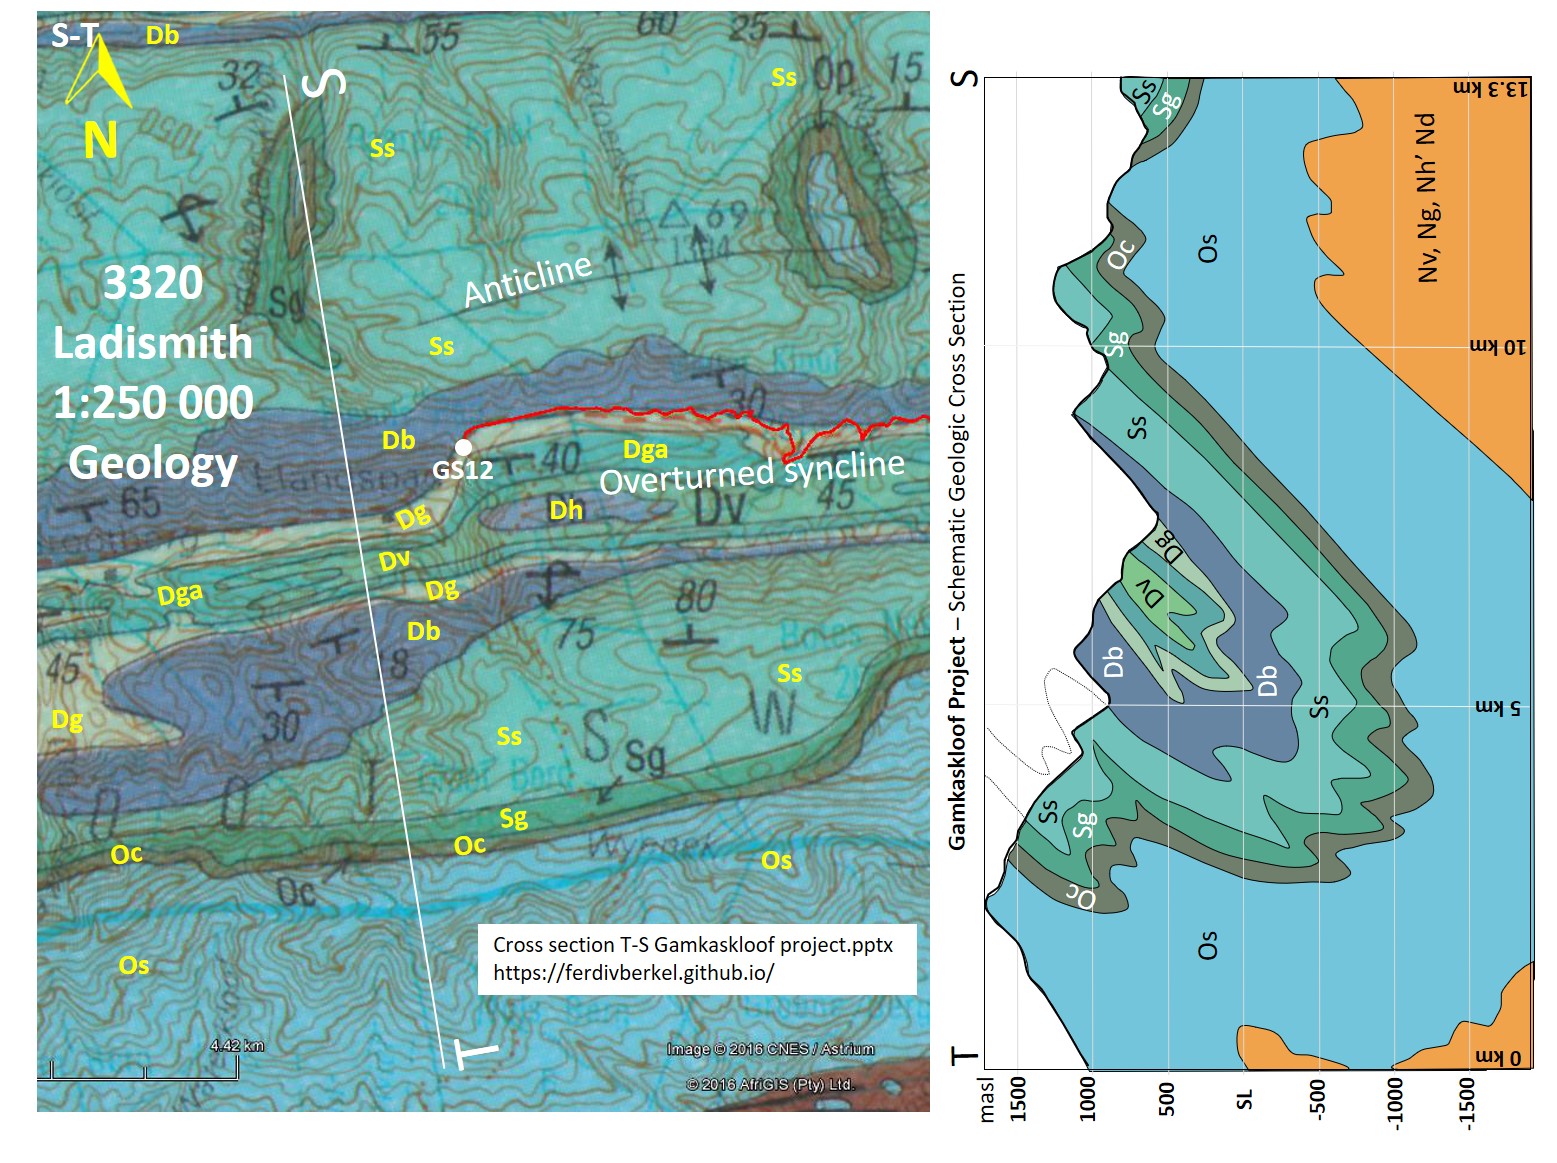 S-T
Db
55
60
25
Ss
Op
15
32
S
N
Ss
3320
Ladismith
1:250 000
Geology
Anticline
Sg
Ss
30
Db
GS12
40
Dga
Overturned syncline
65
Dg
Dh
Dv
45
Dv
Dga
Dg
80
Db
75
45
8
Ss
Dg
30
Ss
S
W
Sg
Sg
Oc
Oc
Os
Oc
Cross section T-S Gamkaskloof project.pptx
https://ferdivberkel.github.io/
Os
4.42 km
T
Image © 2016 CNES / Astrium
© 2016 AfriGIS (Pty) Ltd.
Gamkaskloof Project – Schematic Geologic Cross Section
S
T
Ss
Sg
13.3 km
Nv, Ng, Nh' Nd
Oc
Os
Sg
10 km
Ss
Dg
Dv
Db
Db
Ss
5 km
Ss
Sg
Oc
Os
0 km
masl
1500
1000
500
SL
-500
-1000
-1500